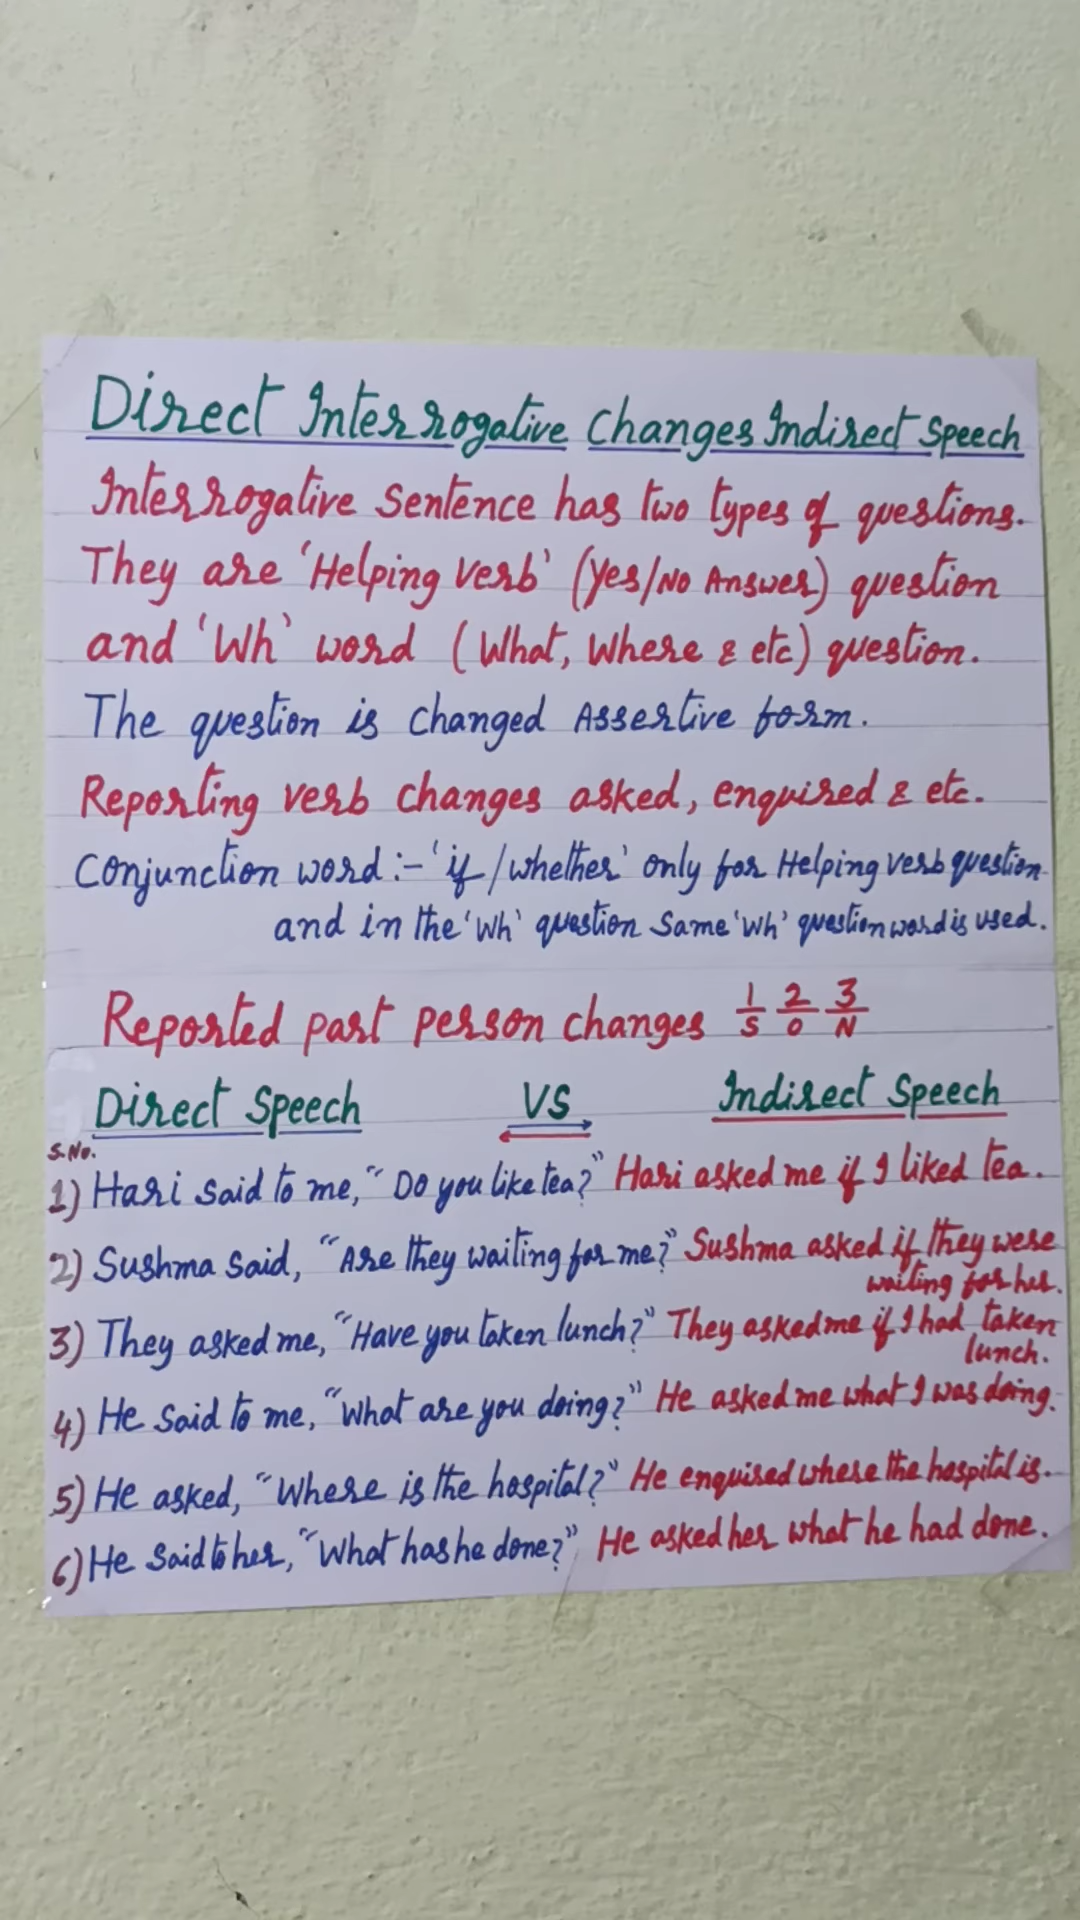 Direct Interrogative Changes Indirect Speech
Interrogative Sentence has two types of questions.
They are 'Helping verb' (Yes/No Answer) question
and 'Wh' word (What, Where & etc) question.
The question is changed Assertive form.
Reporting verb changes asked, enquired & etc.
Conjunction word:- 'if/whether' only for Helping verb question
and in the 'Wh' question same 'Wh' question word is used.
Reported part person changes 1/S 2/O 3/N
Direct Speech VS Indirect Speech
S.No.
1) Hari said to me, "Do you like tea?" Hari asked me if I liked tea.
2) Sushma said, "Are they waiting for me?" Sushma asked if they were
waiting for her.
3) They asked me, "Have you taken lunch?" They asked me if I had taken
lunch.
4) He said to me, "What are you doing?" He asked me what I was doing.
5) He asked, "Where is the hospital?" He enquired where the hospital is.
6) He said to her, "What has he done?" He asked her what he had done.